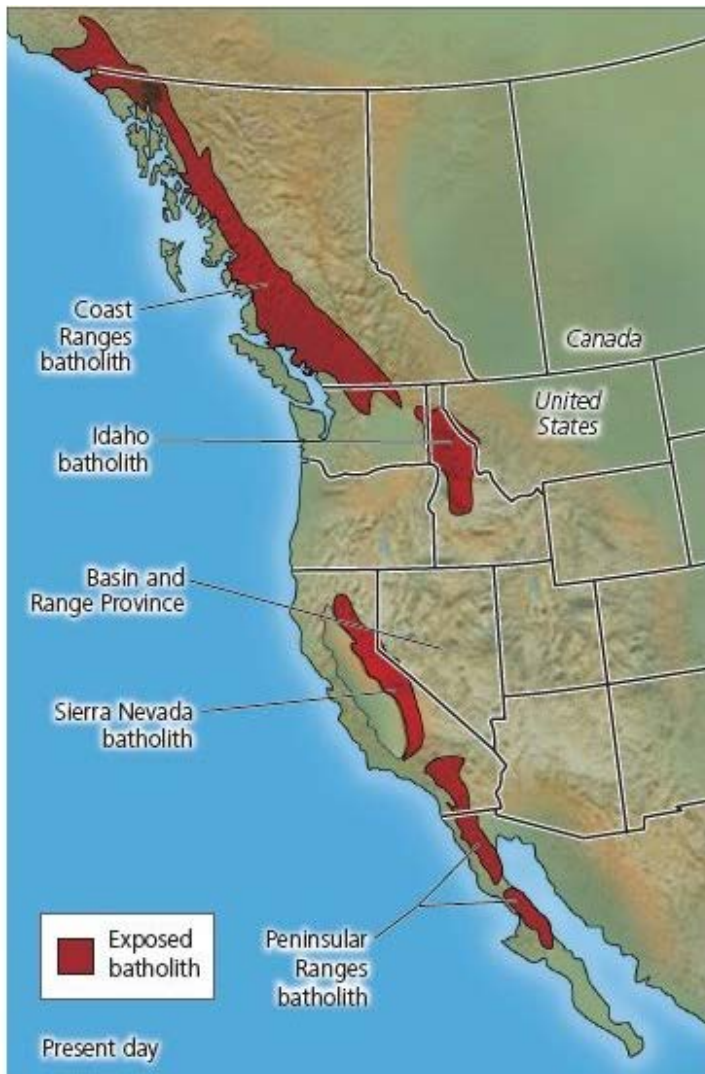 Coast
Ranges
batholith
Canada
United
States
Idaho
batholith
Basin and
Range Province
Sierra Nevada
batholith
Peninsular
Ranges
batholith
Exposed
batholith
Present day